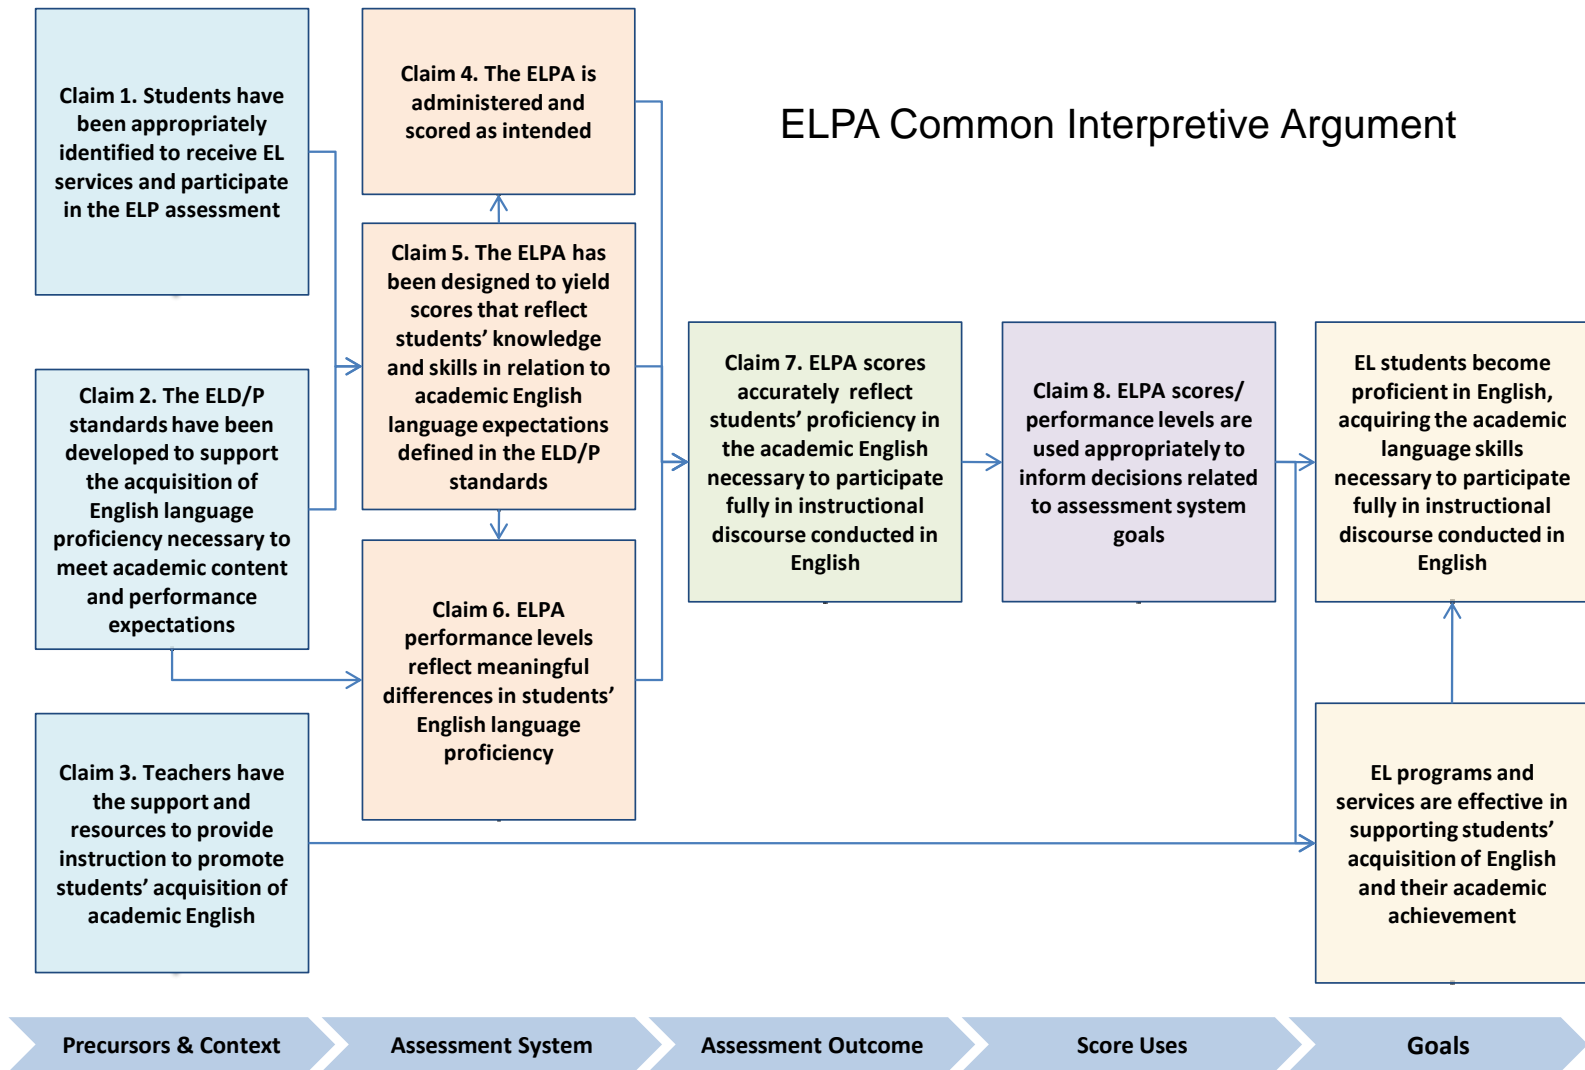 ELPA Common Interpretive Argument
Claim 1. Students have
been appropriately
identified to receive EL
services and participate
in the ELP assessment
Claim 2. The ELD/P
standards have been
developed to support
the acquisition of
English language
proficiency necessary to
meet academic content
and performance
expectations
Claim 3. Teachers have
the support and
resources to provide
instruction to promote
students’ acquisition of
academic English
Claim 4. The ELPA is
administered and
scored as intended
Claim 5. The ELPA has
been designed to yield
scores that reflect
students’ knowledge
and skills in relation to
academic English
language expectations
defined in the ELD/P
standards
Claim 6. ELPA
performance levels
reflect meaningful
differences in students’
English language
proficiency
Claim 7. ELPA scores
accurately reflect
students’ proficiency in
the academic English
necessary to participate
fully in instructional
discourse conducted in
English
Claim 8. ELPA scores/
performance levels are
used appropriately to
inform decisions related
to assessment system
goals
EL students become
proficient in English,
acquiring the academic
language skills
necessary to participate
fully in instructional
discourse conducted in
English
EL programs and
services are effective in
supporting students’
acquisition of English
and their academic
achievement
Precursors & Context
Assessment System
Assessment Outcome
Score Uses
Goals